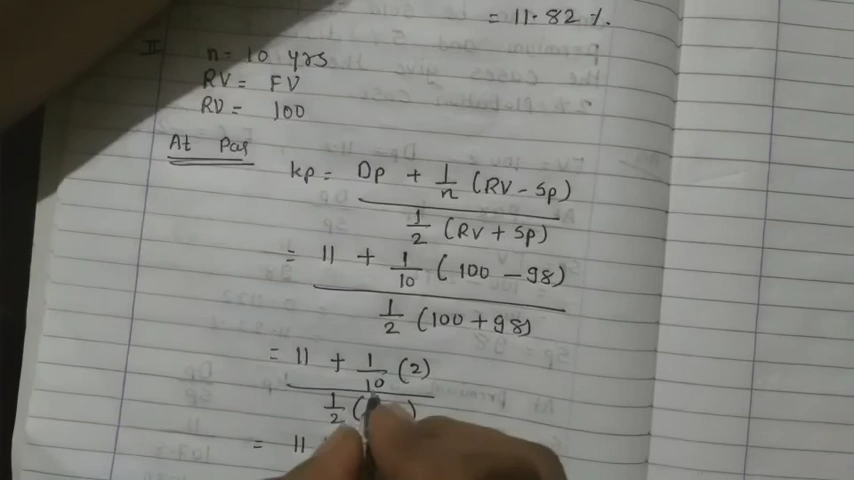 = 11.82 %.
II n = 10 yrs
RV = FV
RV = 100
At Par
kp = Dp + 1/n (RV - Sp)
1/2 (RV + Sp)
= 11 + 1/10 (100 - 98)
1/2 (100 + 98)
= 11 + 1/10 (2)
1/2 ( )
= 11